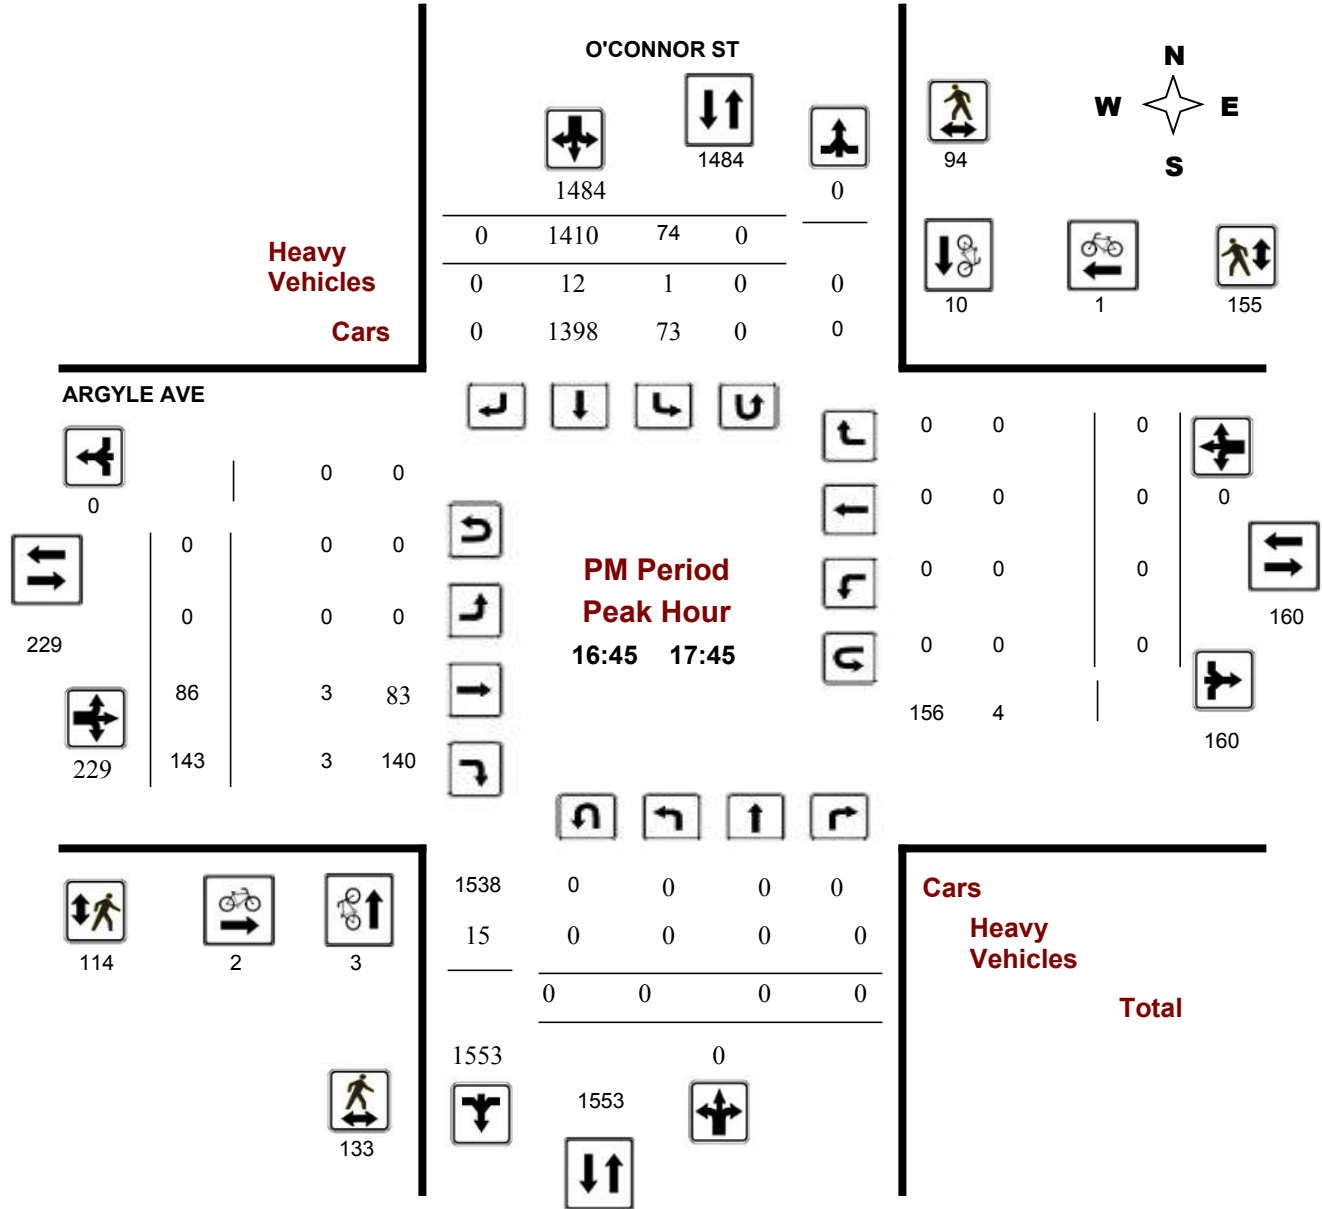 O'CONNOR ST
N
W E
S
1484
94
1484 0
0 1410 74 0
Heavy
Vehicles
0 12 1 0 0
10 1 155
Cars
0 1398 73 0 0
ARGYLE AVE
0 0 0
0 0
0
0 0 0 0
0 0 0
PM Period
0 0 0
Peak Hour
0 0 0
160
229
16:45 17:45
0 0 0
86 3 83
156 4
160
229
143 3 140
1538 0 0 0 0
Cars
15 0 0 0 0
Heavy
Vehicles
114 2 3
0 0 0 0
Total
1553 0
1553
133